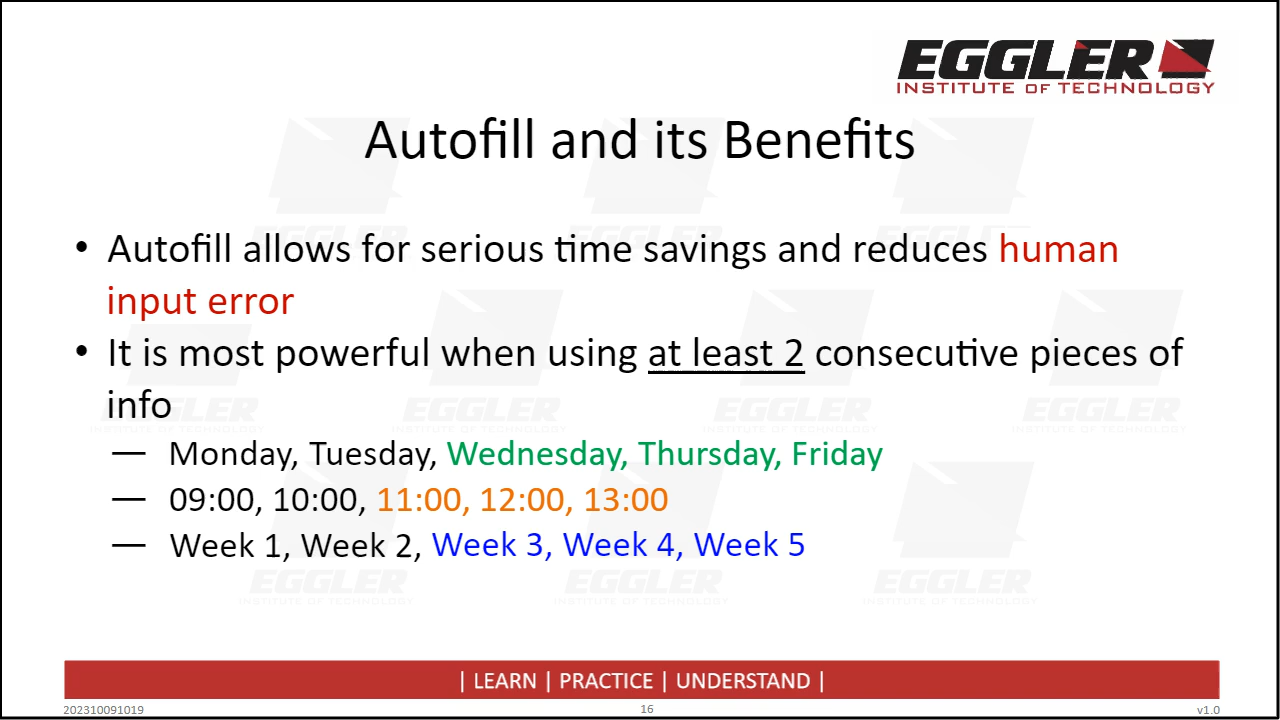 EGGLER
INSTITUTE OF TECHNOLOGY
Autofill and its Benefits
• Autofill allows for serious time savings and reduces human
input error
• It is most powerful when using at least 2 consecutive pieces of
info
— Monday, Tuesday, Wednesday, Thursday, Friday
— 09:00, 10:00, 11:00, 12:00, 13:00
— Week 1, Week 2, Week 3, Week 4, Week 5
| LEARN | PRACTICE | UNDERSTAND |
202310091019 16 v1.0